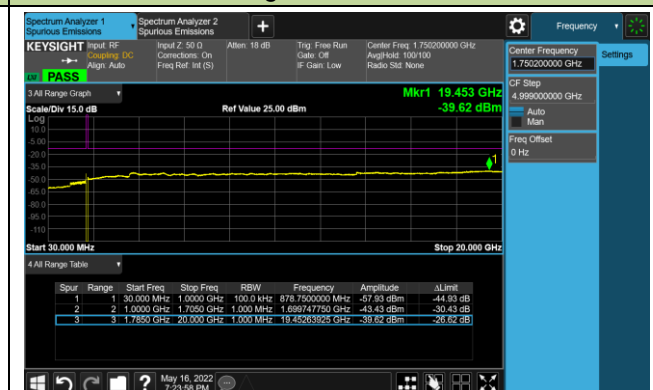 Spectrum Analyzer 1
Spurious Emissions
Spectrum Analyzer 2
Spurious Emissions
+
Frequency
KEYSIGHT
Input: RF
Coupling: DC
Align: Auto
Input Z: 50 Ω
Corrections: On
Freq Ref: Int (S)
Atten: 18 dB
Trig: Free Run
Gate: Off
IF Gain: Low
Center Freq: 1.750200000 GHz
Avg|Hold: 100/100
Radio Std: None
PASS
Center Frequency
1.750200000 GHz
Settings
CF Step
4.999000000 GHz
Auto
Man
Freq Offset
0 Hz
3 All Range Graph
Scale/Div 15.0 dB
Ref Value 25.00 dBm
Mkr1 19.453 GHz
-39.62 dBm
Log
10.0
-5.00
-20.0
-35.0
-50.0
-65.0
-80.0
-95.0
-110
1
Start 30.000 MHz
Stop 20.000 GHz
4 All Range Table
Spur Range Start Freq Stop Freq RBW Frequency Amplitude ΔLimit
1 1 30.000 MHz 1.0000 GHz 100.0 kHz 878.7500000 MHz -57.93 dBm -44.93 dB
2 2 1.0000 GHz 1.7050 GHz 1.000 MHz 1.699747750 GHz -43.43 dBm -30.43 dB
3 3 1.7850 GHz 20.000 GHz 1.000 MHz 19.45263925 GHz -39.62 dBm -26.62 dB
?
May 16, 2022
7:23:58 PM